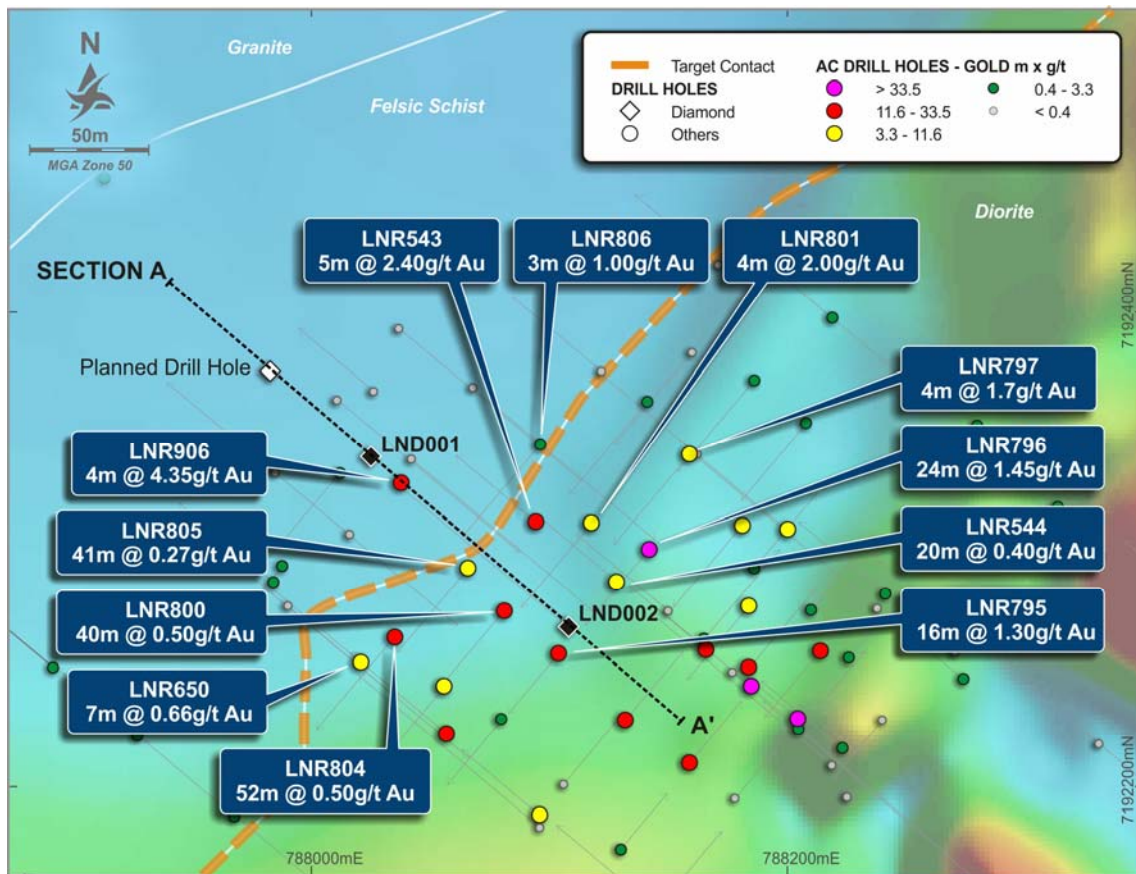 Granite
N
Felsic Schist
50m
MGA Zone 50
Target Contact
DRILL HOLES
Diamond
Others
AC DRILL HOLES - GOLD m x g/t
> 33.5
11.6 - 33.5
3.3 - 11.6
0.4 - 3.3
< 0.4
Diorite
LNR543
5m @ 2.40g/t Au
LNR806
3m @ 1.00g/t Au
LNR801
4m @ 2.00g/t Au
SECTION A
7192400mN
Planned Drill Hole
LNR797
4m @ 1.7g/t Au
LND001
LNR906
4m @ 4.35g/t Au
LNR796
24m @ 1.45g/t Au
LNR805
41m @ 0.27g/t Au
LNR544
20m @ 0.40g/t Au
LNR800
40m @ 0.50g/t Au
LND002
LNR795
16m @ 1.30g/t Au
LNR650
7m @ 0.66g/t Au
A'
LNR804
52m @ 0.50g/t Au
7192200mN
788000mE
788200mE